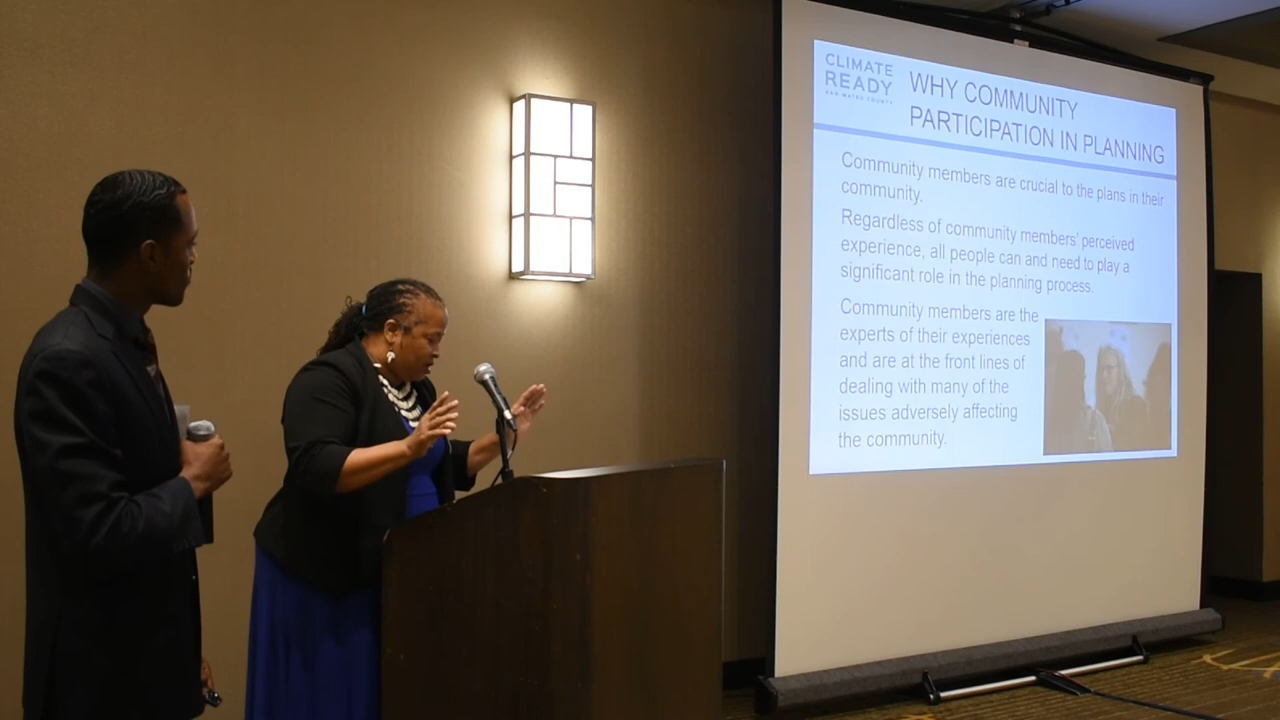 CLIMATE
READY
SAN MATEO COUNTY
WHY COMMUNITY
PARTICIPATION IN PLANNING
Community members are crucial to the plans in their
community.
Regardless of community members' perceived
experience, all people can and need to play a
significant role in the planning process.
Community members are the
experts of their experiences
and are at the front lines of
dealing with many of the
issues adversely affecting
the community.